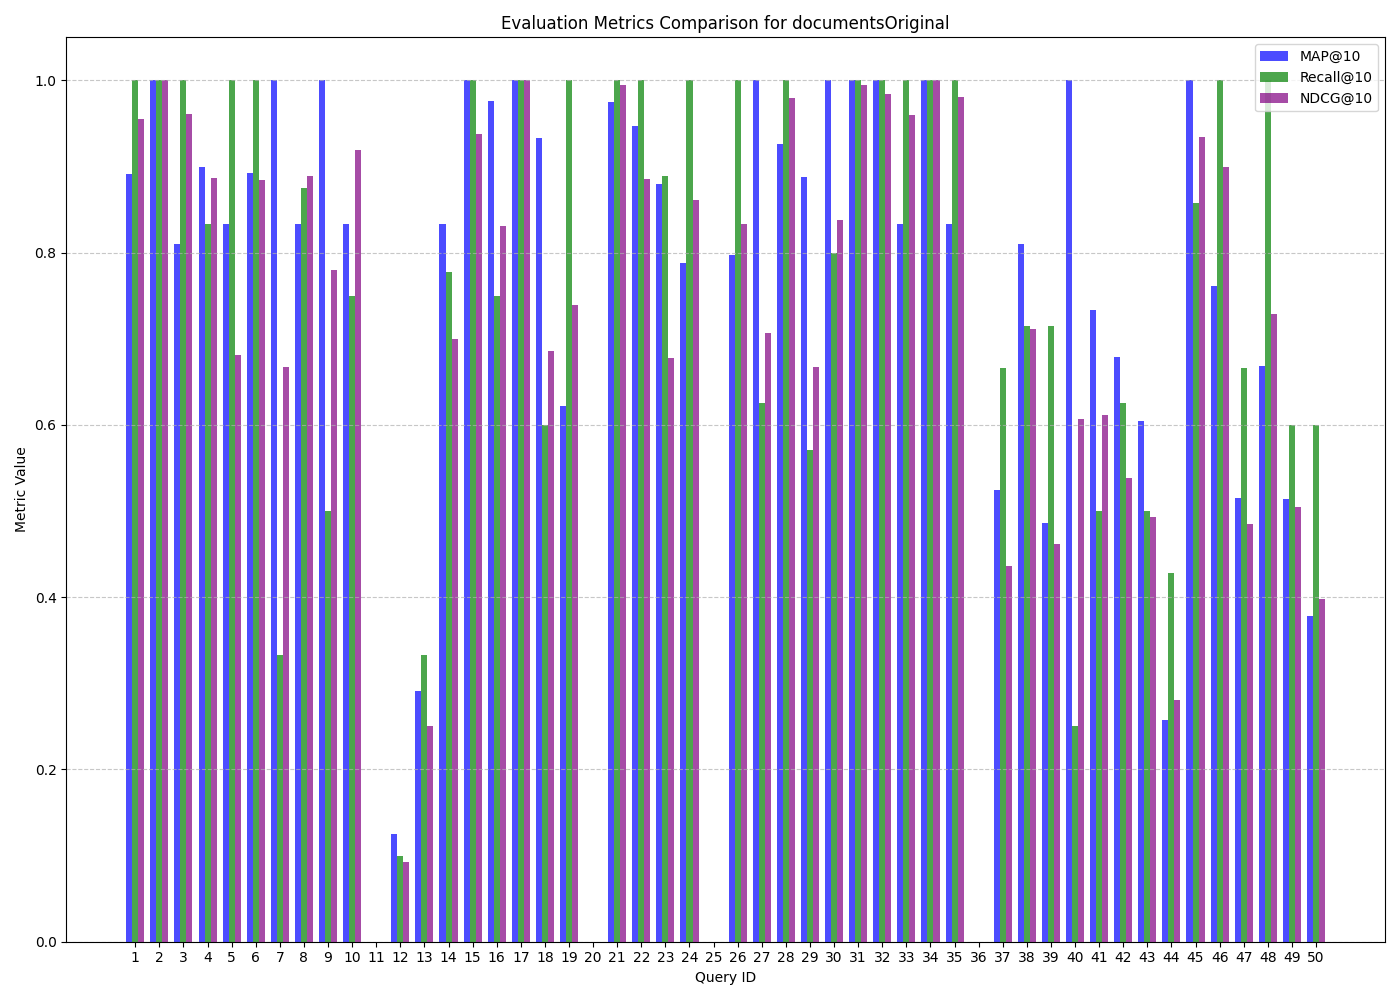 Evaluation Metrics Comparison for documentsOriginal
MAP@10
Recall@10
NDCG@10
Metric Value
1.0
0.8
0.6
0.4
0.2
0.0
1 2 3 4 5 6 7 8 9 10 11 12 13 14 15 16 17 18 19 20 21 22 23 24 25 26 27 28 29 30 31 32 33 34 35 36 37 38 39 40 41 42 43 44 45 46 47 48 49 50
Query ID